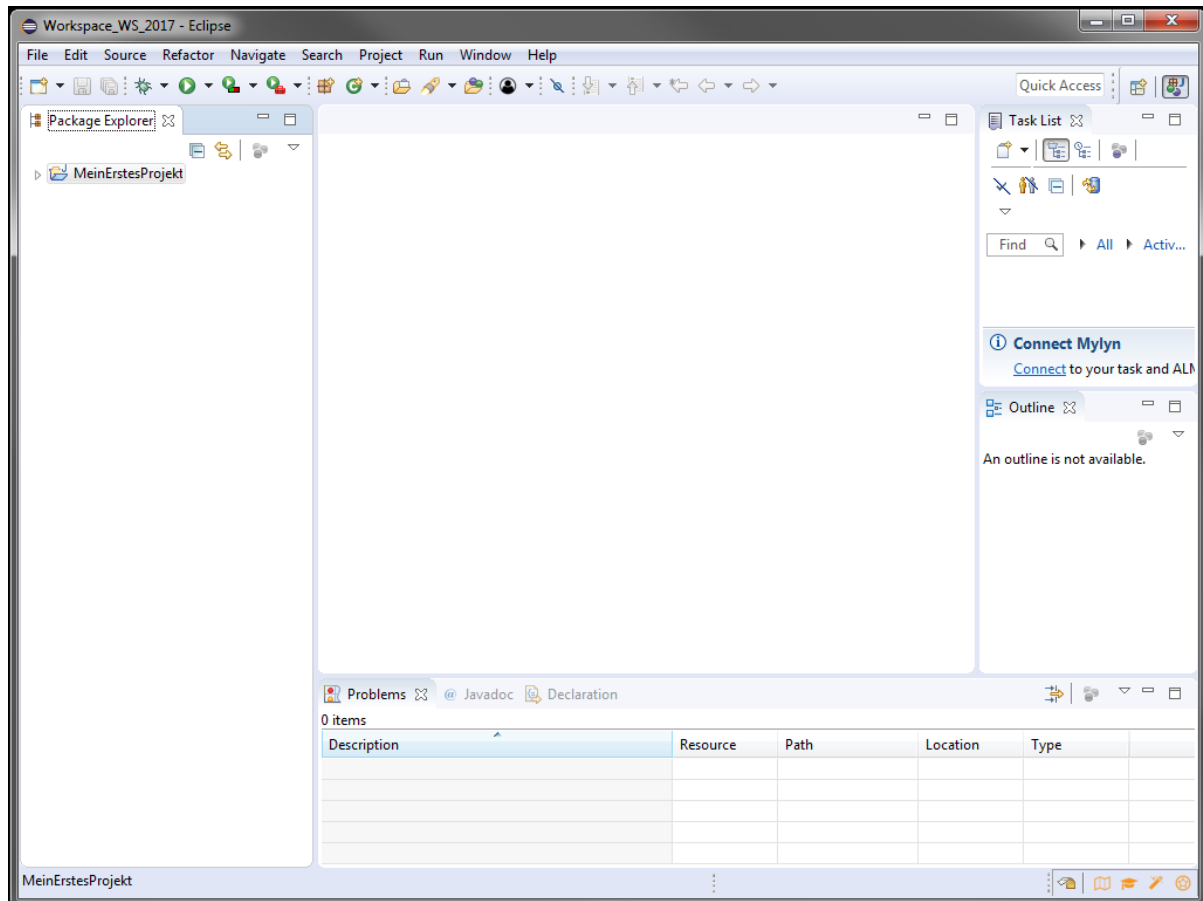 Workspace_WS_2017 - Eclipse
File Edit Source Refactor Navigate Search Project Run Window Help
Quick Access
Package Explorer
MeinErstesProjekt
Task List
Find All Activ...
Connect Mylyn
Connect to your task and ALM
Outline
An outline is not available.
Problems @ Javadoc Declaration
0 items
Description Resource Path Location Type
MeinErstesProjekt